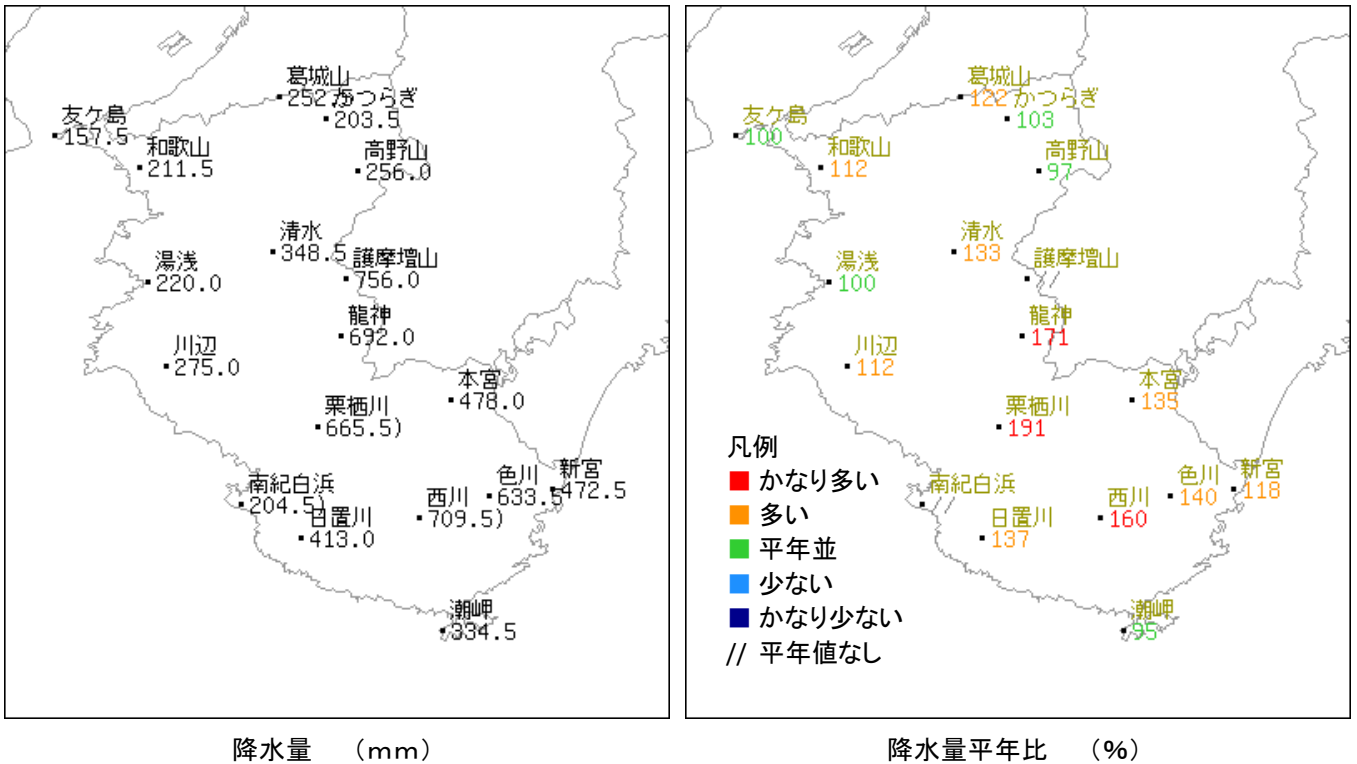 葛城山
252.5
かつらぎ
203.5
友ケ島
157.5
和歌山
211.5
高野山
256.0
清水
348.5
護摩壇山
756.0
湯浅
220.0
龍神
692.0
川辺
275.0
本宮
478.0
栗栖川
665.5)
南紀白浜
204.5)
日置川
413.0
西川
709.5)
色川
633.5
新宮
472.5
潮岬
334.5
降水量 （mm）
葛城山
122
かつらぎ
103
友ケ島
100
和歌山
112
高野山
97
清水
133
護摩壇山
//
湯浅
100
龍神
171
川辺
112
本宮
135
栗栖川
191
南紀白浜
//
日置川
137
西川
160
色川
140
新宮
118
潮岬
95
凡例
かなり多い
多い
平年並
少ない
かなり少ない
// 平年値なし
降水量平年比 （%）